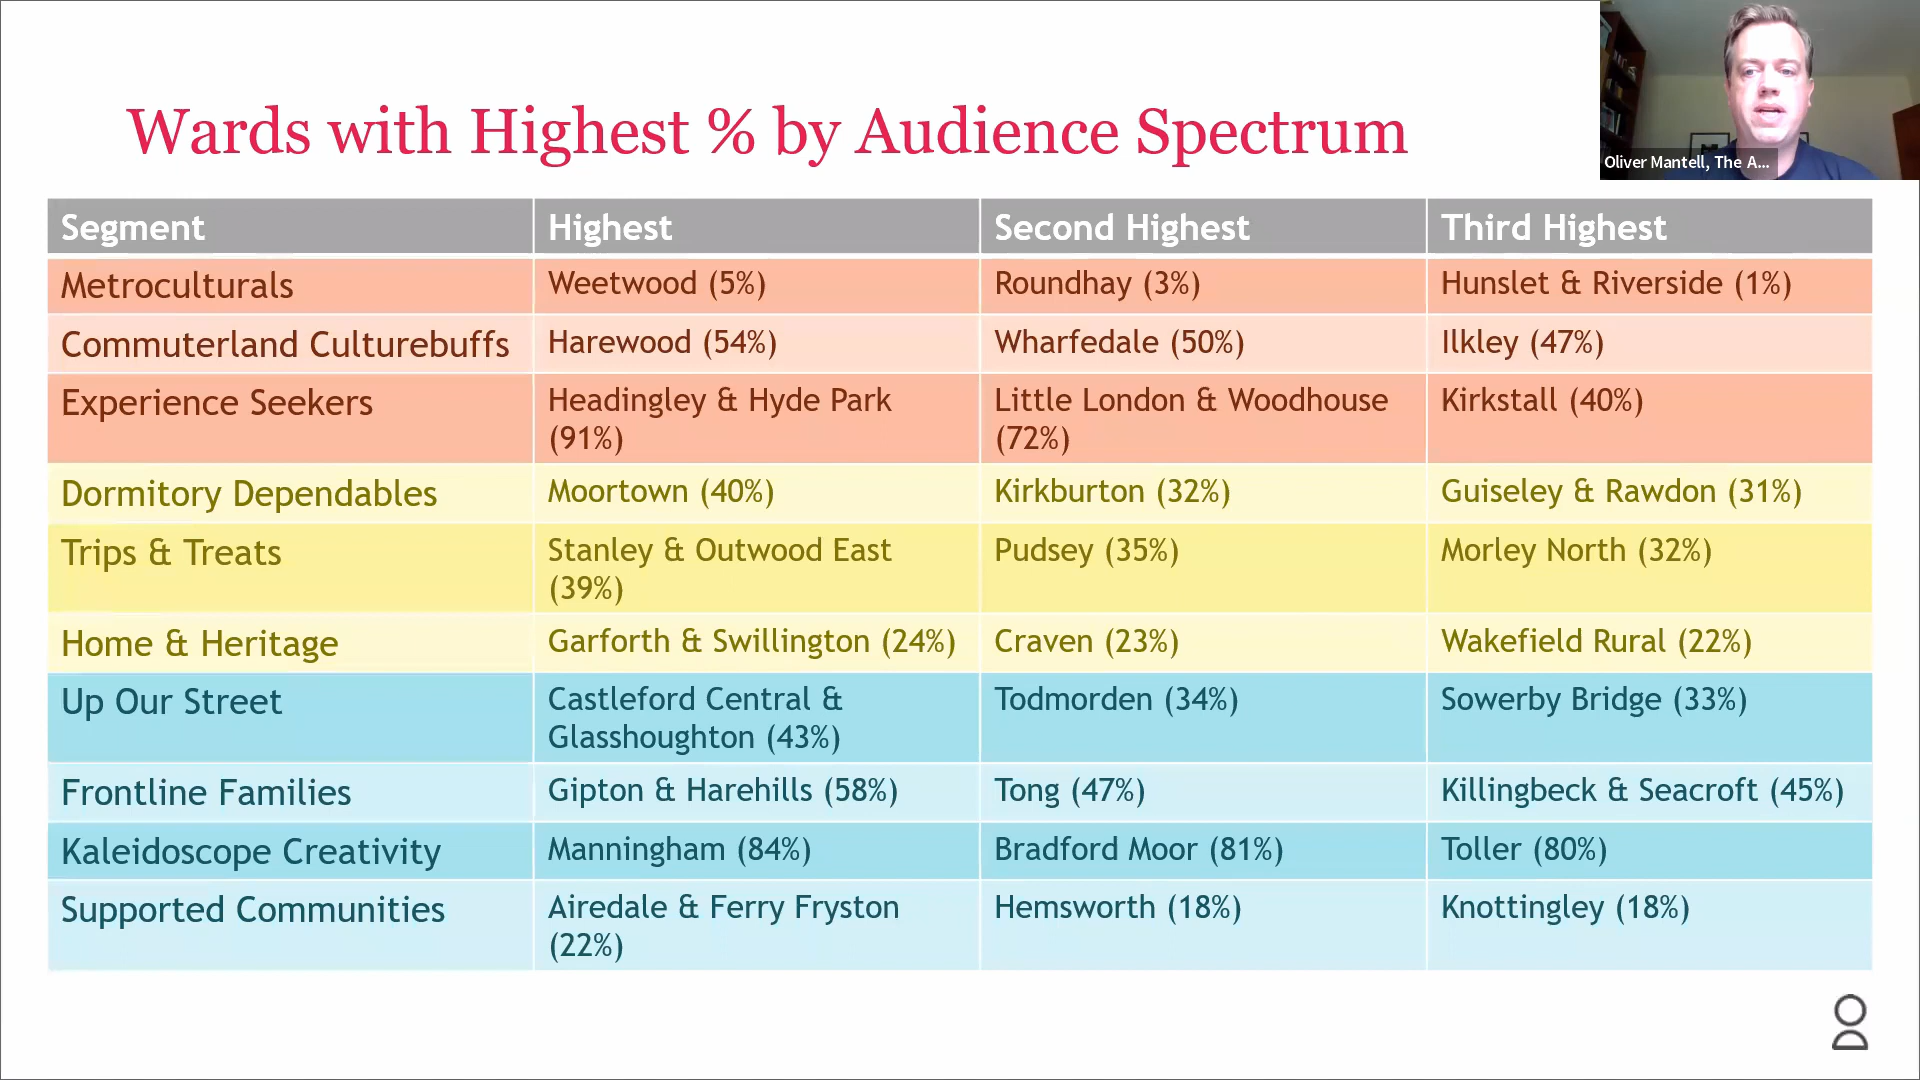 Wards with Highest % by Audience Spectrum
Oliver Mantell, The A...
Segment Highest Second Highest Third Highest
Metroculturals Weetwood (5%) Roundhay (3%) Hunslet & Riverside (1%)
Commuterland Culturebuffs Harewood (54%) Wharfedale (50%) Ilkley (47%)
Experience Seekers Headingley & Hyde Park Little London & Woodhouse Kirkstall (40%)
(91%) (72%)
Dormitory Dependables Moortown (40%) Kirkburton (32%) Guiseley & Rawdon (31%)
Trips & Treats Stanley & Outwood East Pudsey (35%) Morley North (32%)
(39%)
Home & Heritage Garforth & Swillington (24%) Craven (23%) Wakefield Rural (22%)
Up Our Street Castleford Central & Todmorden (34%) Sowerby Bridge (33%)
Glasshoughton (43%)
Frontline Families Gipton & Harehills (58%) Tong (47%) Killingbeck & Seacroft (45%)
Kaleidoscope Creativity Manningham (84%) Bradford Moor (81%) Toller (80%)
Supported Communities Airedale & Ferry Fryston Hemsworth (18%) Knottingley (18%)
(22%)